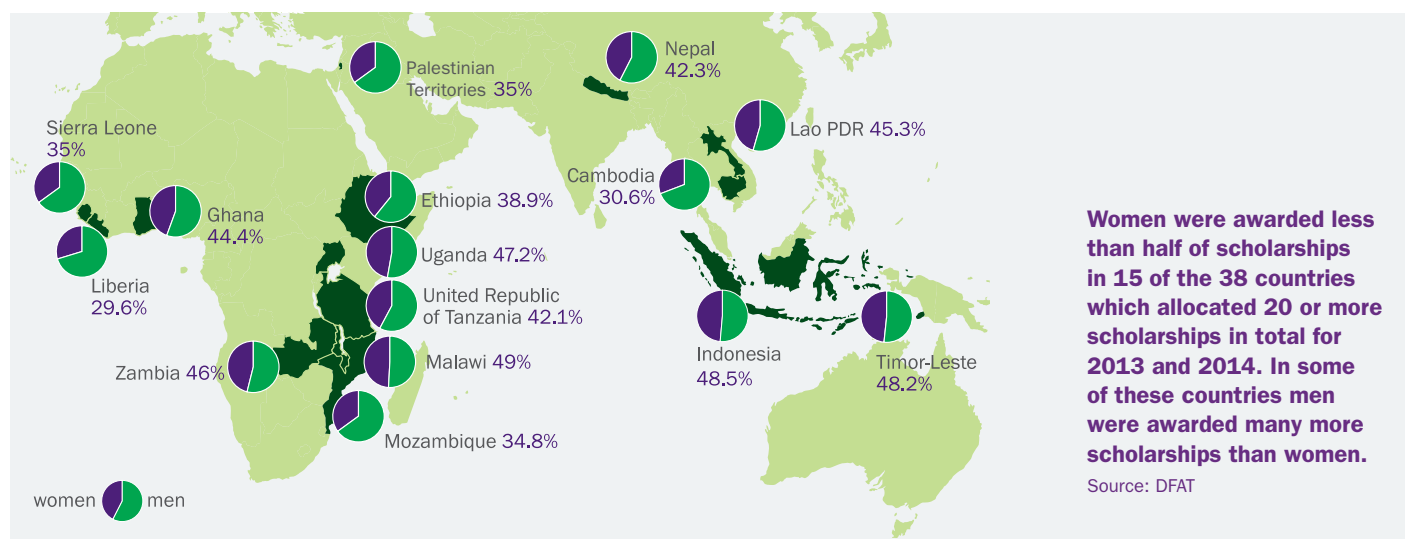 Palestinian
Territories 35%
Nepal
42.3%
Lao PDR 45.3%
Sierra Leone
35%
Cambodia
30.6%
Ghana
44.4%
Ethiopia 38.9%
Uganda 47.2%
Liberia
29.6%
United Republic
of Tanzania 42.1%
Malawi 49%
Zambia 46%
Mozambique 34.8%
Indonesia
48.5%
Timor-Leste
48.2%
women men
Women were awarded less
than half of scholarships
in 15 of the 38 countries
which allocated 20 or more
scholarships in total for
2013 and 2014. In some
of these countries men
were awarded many more
scholarships than women.
Source: DFAT